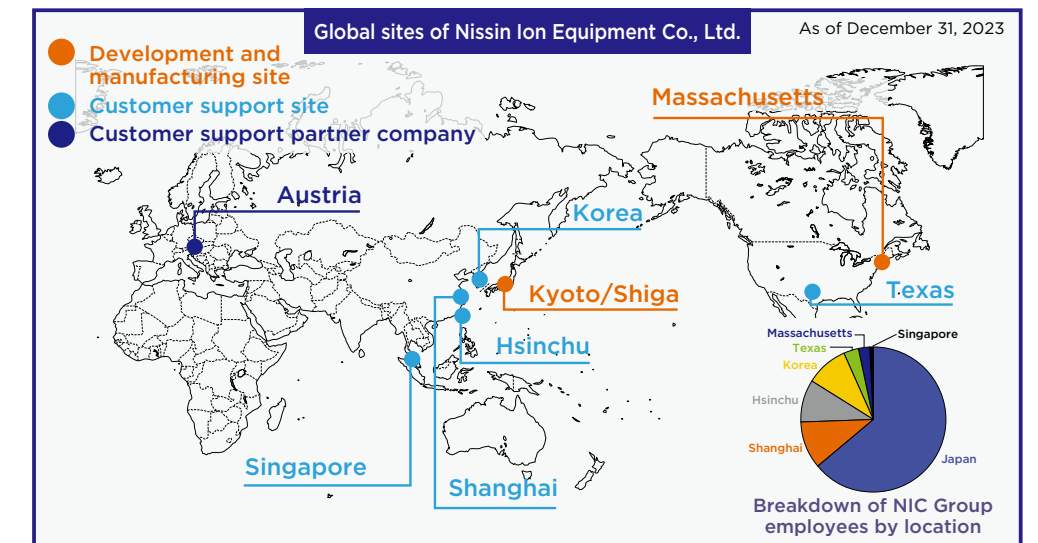 Global sites of Nissin Ion Equipment Co., Ltd.
As of December 31, 2023
Development and
manufacturing site
Customer support site
Customer support partner company
Massachusetts
Austria
Korea
Kyoto/Shiga
Texas
Hsinchu
Singapore
Shanghai
Massachusetts
Singapore
Texas
Korea
Hsinchu
Shanghai
Japan
Breakdown of NIC Group
employees by location